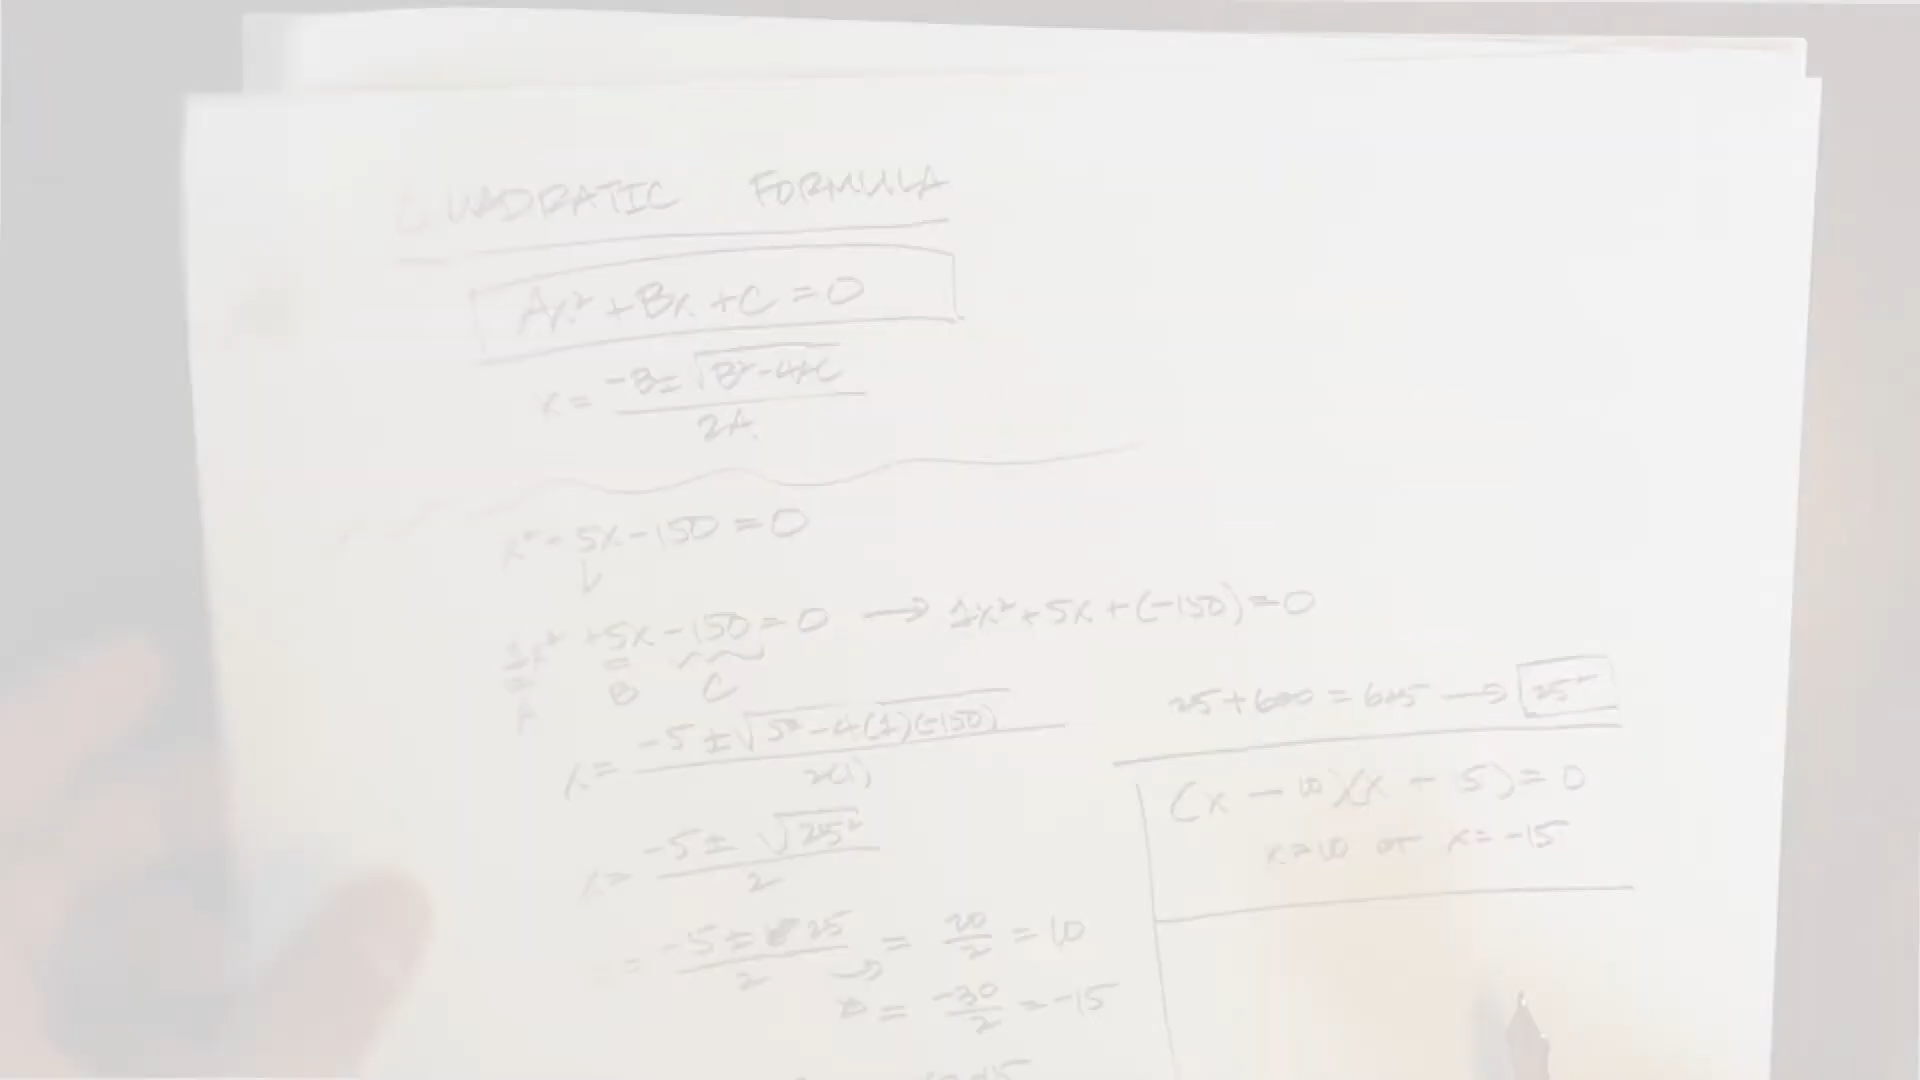 QUADRATIC FORMULA
Ax² + Bx + C = 0
x = -B ± √B² - 4AC / 2A
x² - 5x - 150 = 0
1x² + 5x - 150 = 0 → 1x² + 5x + (-150) = 0
A B C
x = -5 ± √5² - 4(1)(-150) / 2(1)
25 + 600 = 625 → 25²
x = -5 ± √25² / 2
(x - 10)(x - 5) = 0
x = 10 or x = -15
= -5 ± 25 / 2 = 20/2 = 10
→ = -30/2 = -15